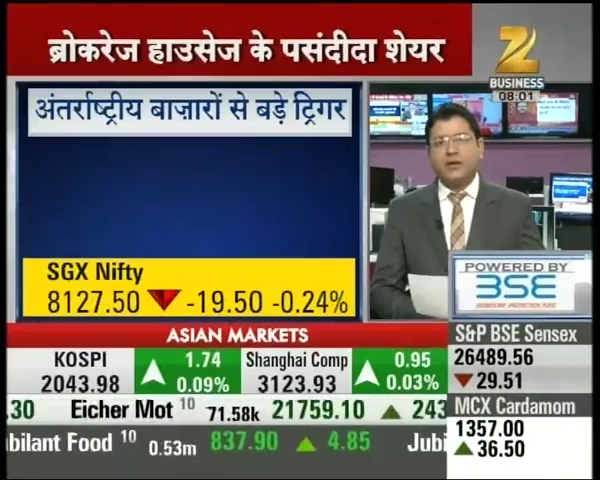 ब्रोकरेज हाउसेज के पसंदीदा शेयर
Z
BUSINESS
08:01
अंतर्राष्ट्रीय बाज़ारों से बड़े ट्रिगर
SGX Nifty
8127.50 -19.50 -0.24%
POWERED BY
BSE
ASIAN MARKETS
KOSPI 1.74
2043.98 0.09%
Shanghai Comp 0.95
3123.93 0.03%
S&P BSE Sensex
26489.56
29.51
MCX Cardamom
1357.00
36.50
.30 Eicher Mot 10 71.58k 21759.10 243
bilant Food 10 0.53m 837.90 4.85 Jubi